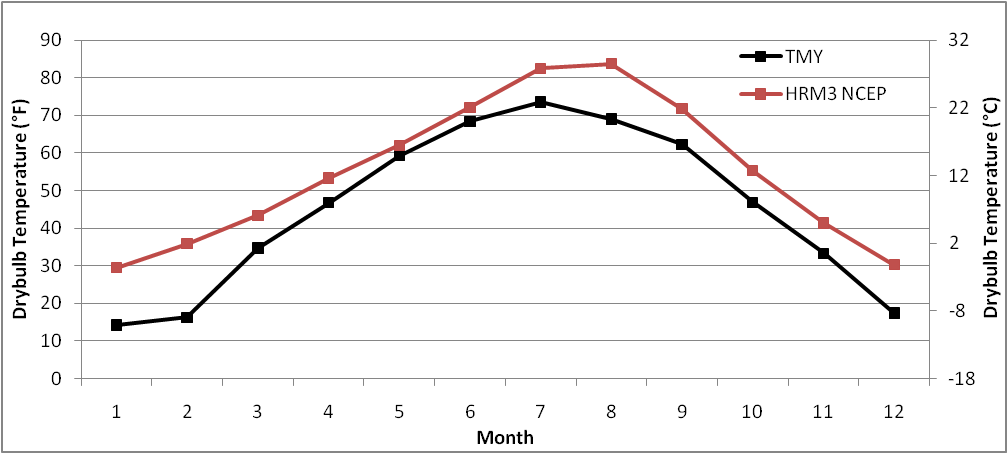 Drybulb Temperature (°F)
90
80
70
60
50
40
30
20
10
0
TMY
HRM3 NCEP
32
22
12
2
-8
-18
Drybulb Temperature (°C)
1 2 3 4 5 6 7 8 9 10 11 12
Month